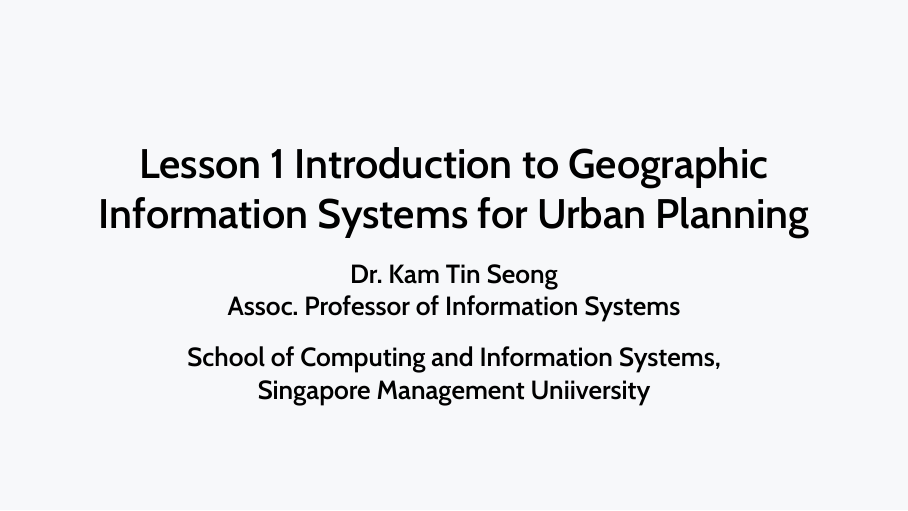 Lesson 1 Introduction to Geographic
Information Systems for Urban Planning
Dr. Kam Tin Seong
Assoc. Professor of Information Systems
School of Computing and Information Systems,
Singapore Management Uniiversity